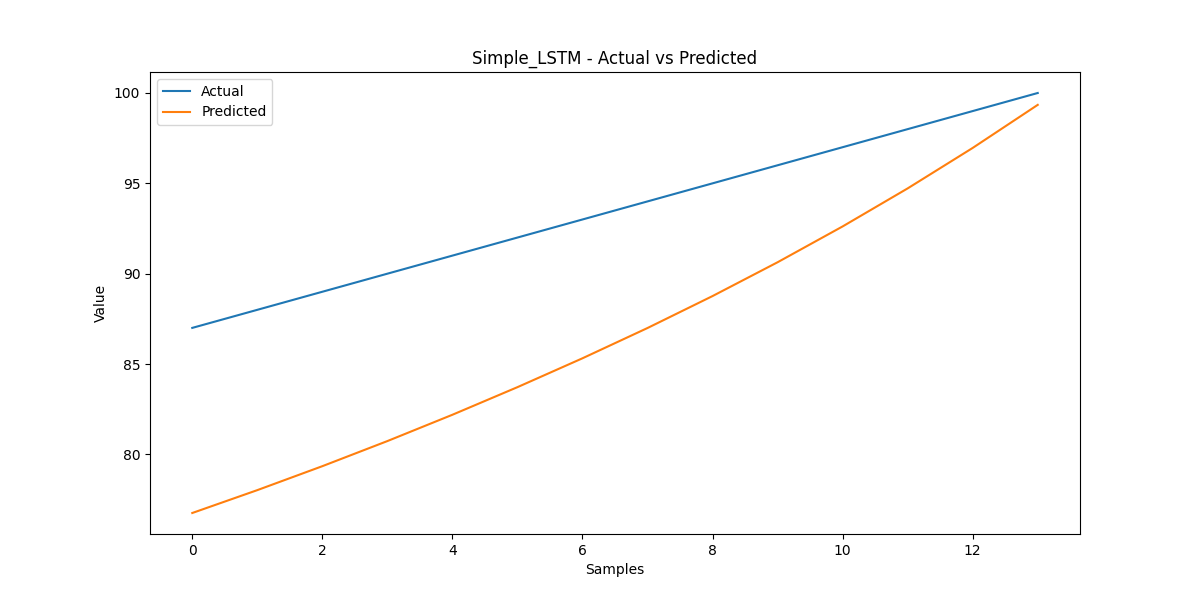 Simple_LSTM - Actual vs Predicted
Actual
Predicted
100
95
90
85
80
Value
0 2 4 6 8 10 12
Samples